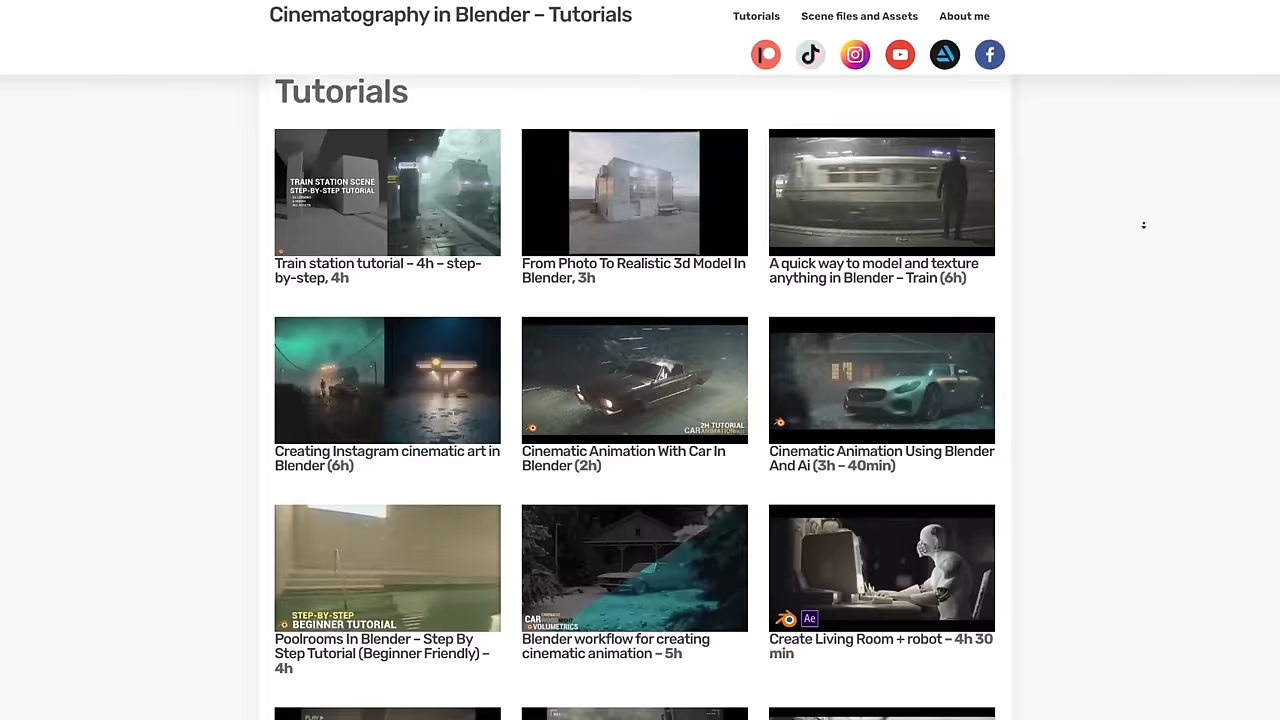 Cinematography in Blender – Tutorials
Tutorials
Scene files and Assets
About me
Tutorials
TRAIN STATION SCENE
STEP-BY-STEP TUTORIAL
Train station tutorial – 4h – step-
by-step, 4h
From Photo To Realistic 3d Model In
Blender, 3h
A quick way to model and texture
anything in Blender – Train (6h)
2H TUTORIAL
CAR ANIMATION
Creating Instagram cinematic art in
Blender (6h)
Cinematic Animation With Car In
Blender (2h)
Cinematic Animation Using Blender
And Ai (3h – 40min)
STEP-BY-STEP
BEGINNER TUTORIAL
CINEMATIC
CAR
VOLUMETRICS
Ae
Poolrooms In Blender – Step By
Step Tutorial (Beginner Friendly) –
4h
Blender workflow for creating
cinematic animation – 5h
Create Living Room + robot – 4h 30
min
PLAY